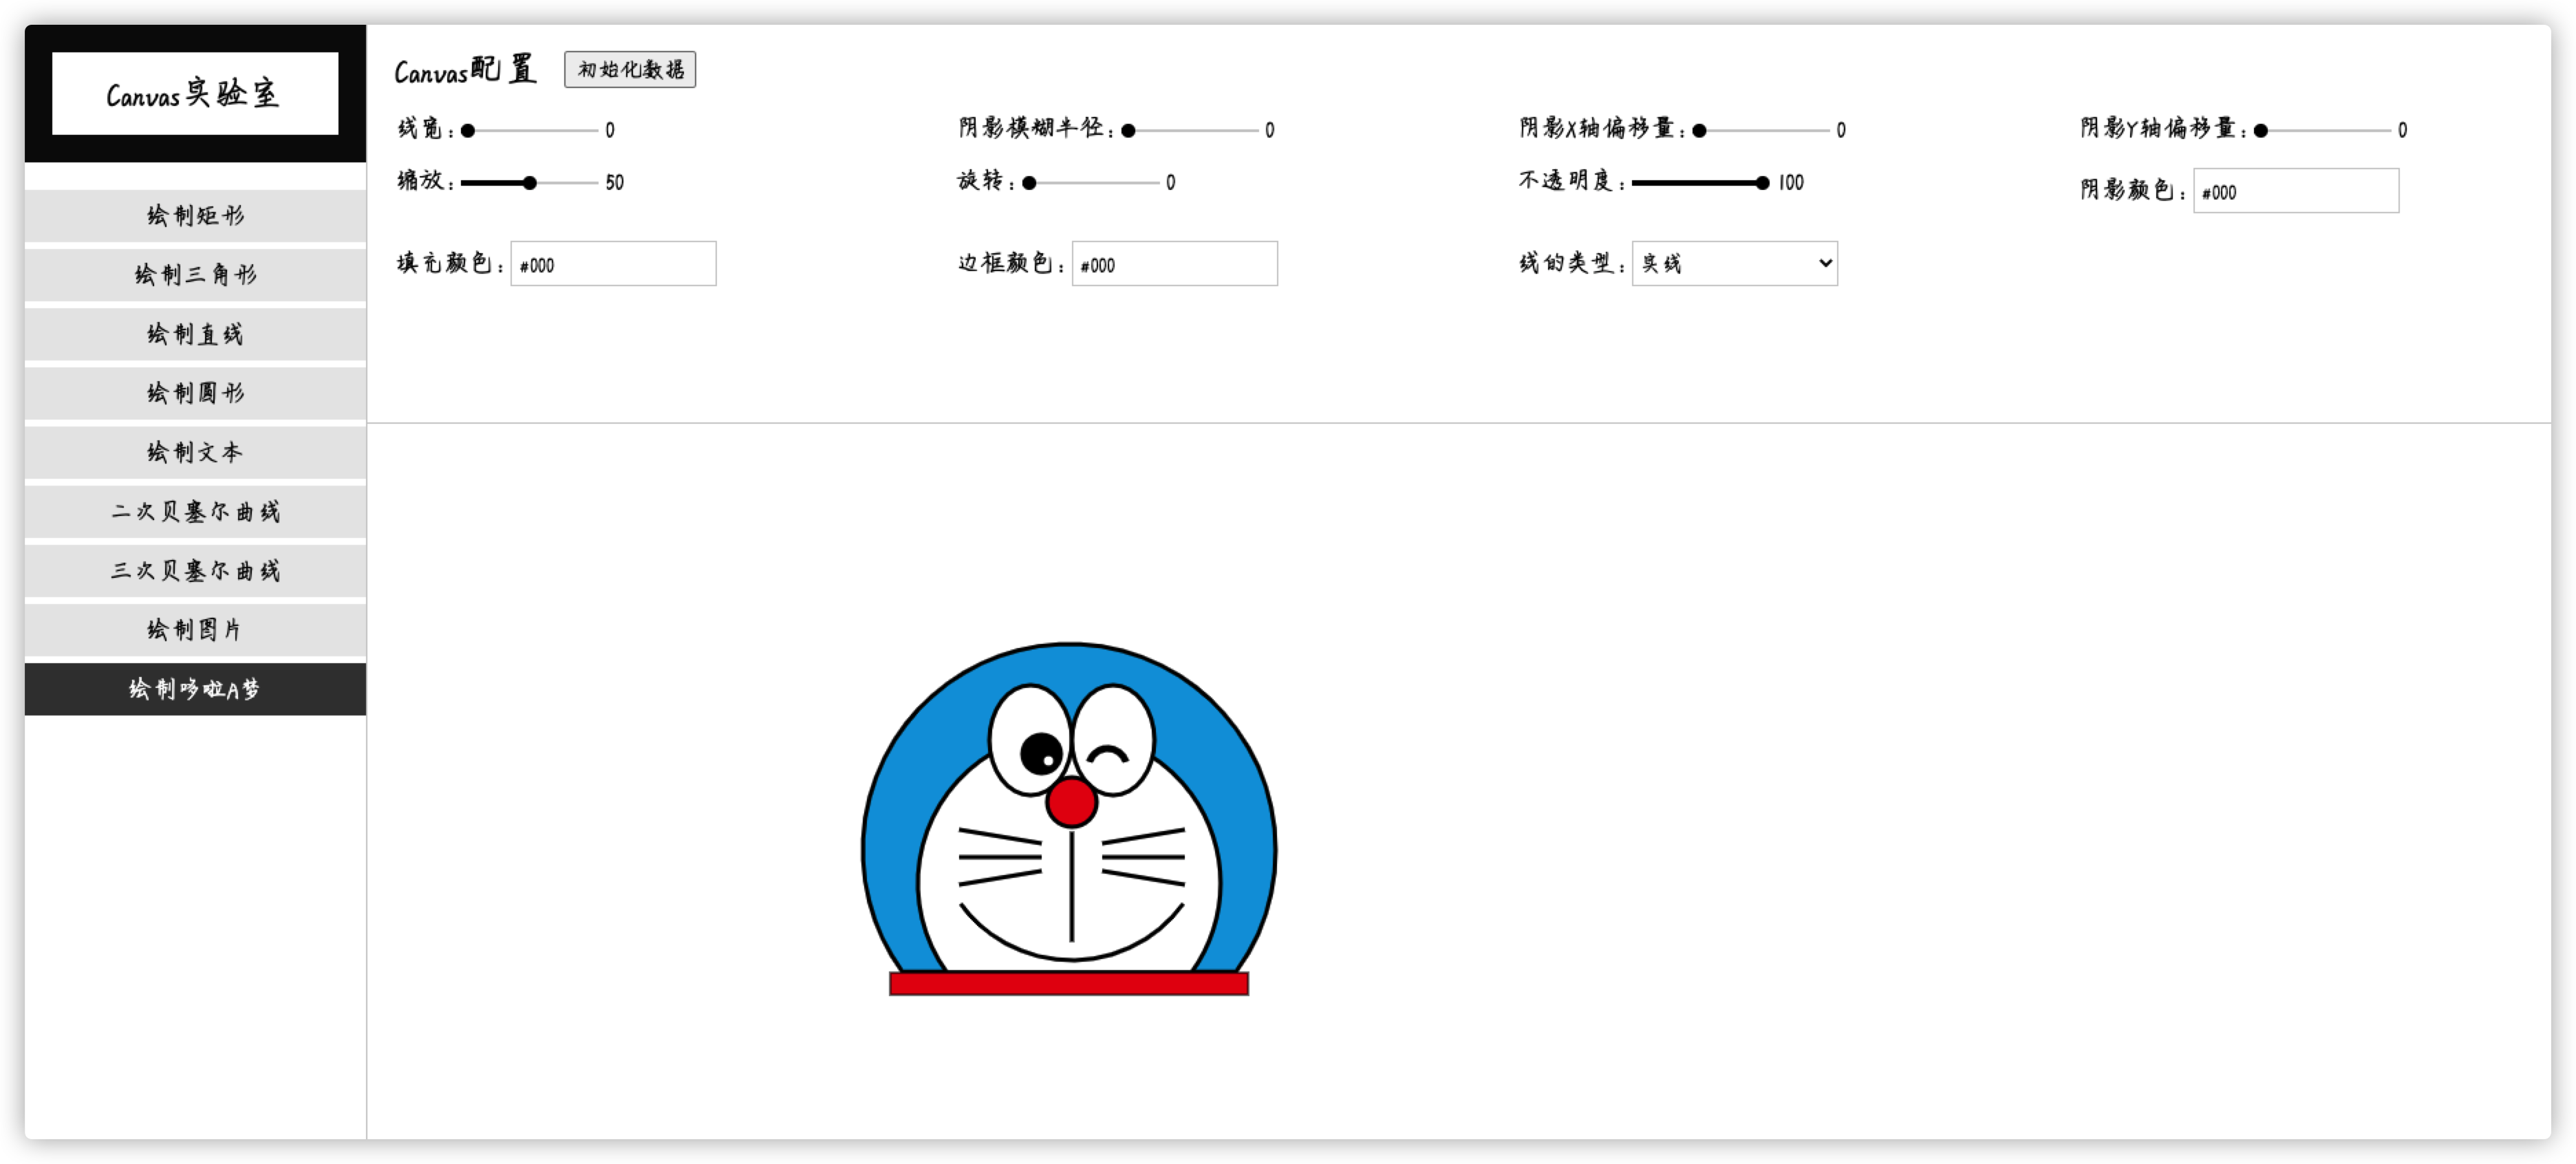 Canvas实验室
绘制矩形
绘制三角形
绘制直线
绘制圆形
绘制文本
二次贝塞尔曲线
三次贝塞尔曲线
绘制图片
绘制哆啦A梦
Canvas配置 初始化数据
线宽: 0 阴影模糊半径: 0 阴影X轴偏移量: 0 阴影Y轴偏移量: 0
缩放: 50 旋转: 0 不透明度: 100 阴影颜色: #000
填充颜色: #000 边框颜色: #000 线的类型: 实线